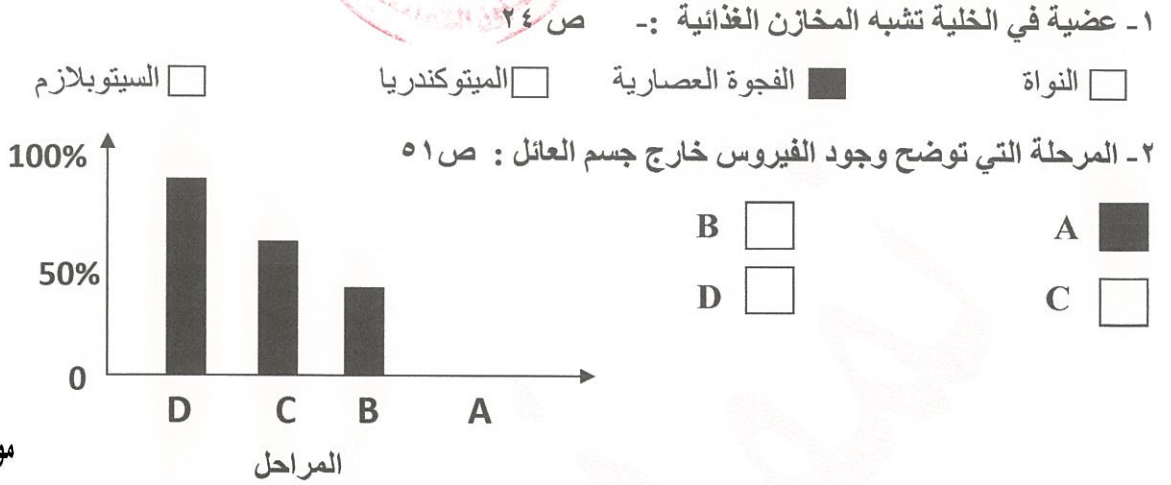 ١- عضية في الخلية تشبه المخازن الغذائية :- ص ٢٤
النواة الفجوة العصارية الميتوكندريا السيتوبلازم
٢- المرحلة التي توضح وجود الفيروس خارج جسم العائل : ص٥١
A B
C D
100%
50%
0
D C B A
المراحل